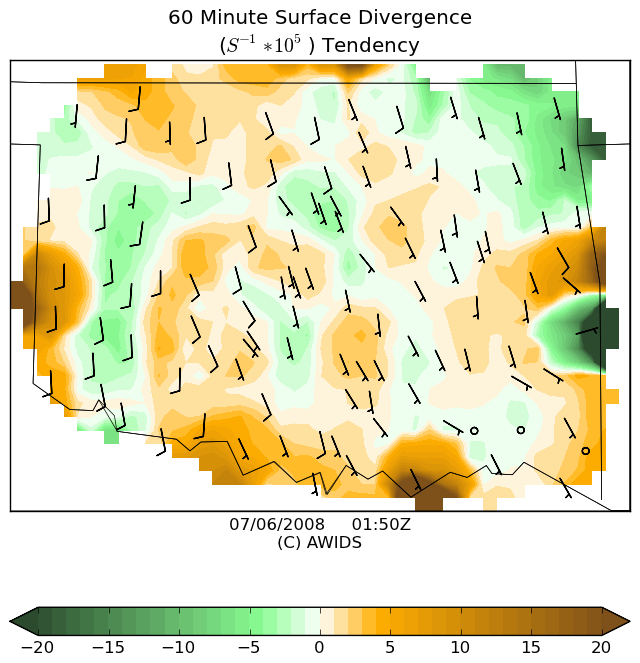 60 Minute Surface Divergence
(S⁻¹ * 10⁵ ) Tendency
07/06/2008 01:50Z
(C) AWIDS
−20 −15 −10 −5 0 5 10 15 20